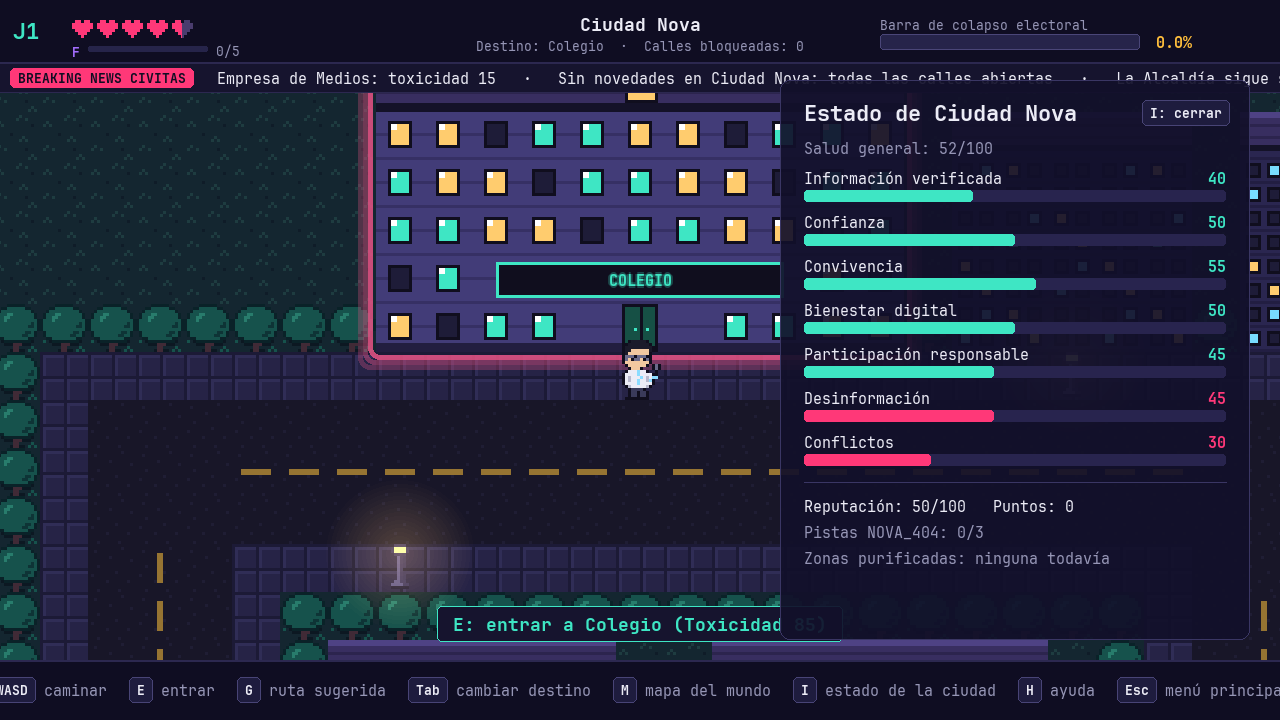 J1
F 0/5
Ciudad Nova
Destino: Colegio · Calles bloqueadas: 0
Barra de colapso electoral
0.0%
BREAKING NEWS CIVITAS Empresa de Medios: toxicidad 15 · Sin novedades en Ciudad Nova: todas las calles abiertas · La Alcaldía sigue
COLEGIO
Estado de Ciudad Nova
I: cerrar
Salud general: 52/100
Información verificada 40
Confianza 50
Convivencia 55
Bienestar digital 50
Participación responsable 45
Desinformación 45
Conflictos 30
Reputación: 50/100 Puntos: 0
Pistas NOVA_404: 0/3
Zonas purificadas: ninguna todavía
E: entrar a Colegio (Toxicidad 85)
WASD caminar E entrar G ruta sugerida Tab cambiar destino M mapa del mundo I estado de la ciudad H ayuda Esc menú principa